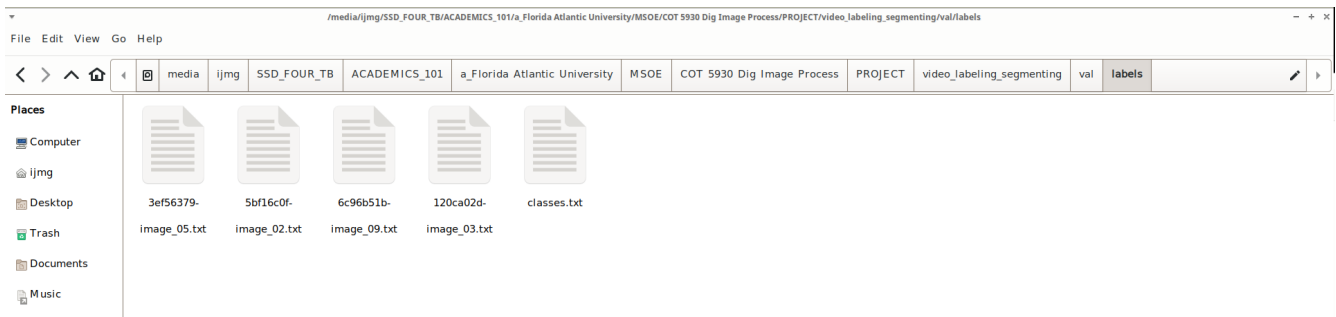 /media/ijmg/SSD_FOUR_TB/ACADEMICS_101/a_Florida Atlantic University/MSOE/COT 5930 Dig Image Process/PROJECT/video_labeling_segmenting/val/labels
File Edit View Go Help
media ijmg SSD_FOUR_TB ACADEMICS_101 a_Florida Atlantic University MSOE COT 5930 Dig Image Process PROJECT video_labeling_segmenting val labels
Places
Computer
ijmg
Desktop
Trash
Documents
Music
3ef56379- 5bf16c0f- 6c96b51b- 120ca02d- classes.txt
image_05.txt image_02.txt image_09.txt image_03.txt